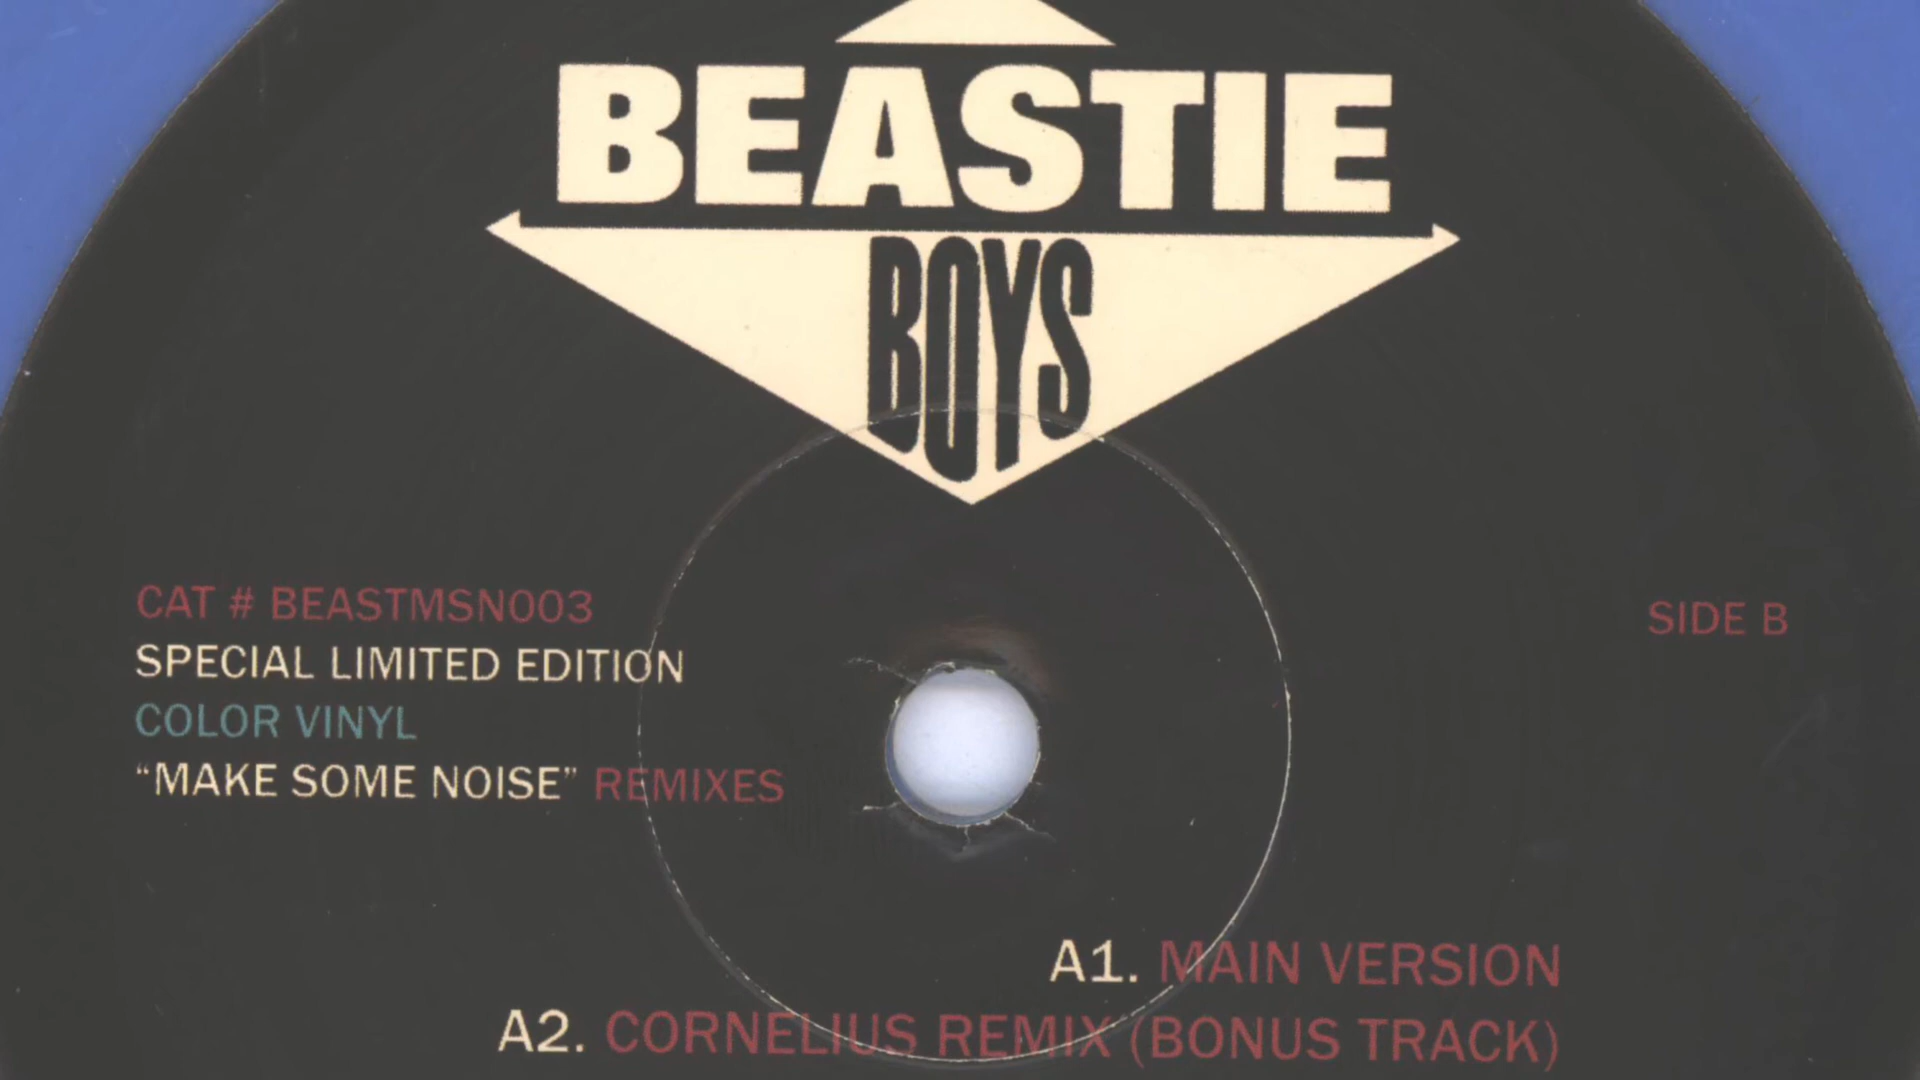 BEASTIE
BOYS
CAT # BEASTMSN003
SIDE B
SPECIAL LIMITED EDITION
COLOR VINYL
“MAKE SOME NOISE” REMIXES
A1. MAIN VERSION
A2. CORNELIUS REMIX (BONUS TRACK)